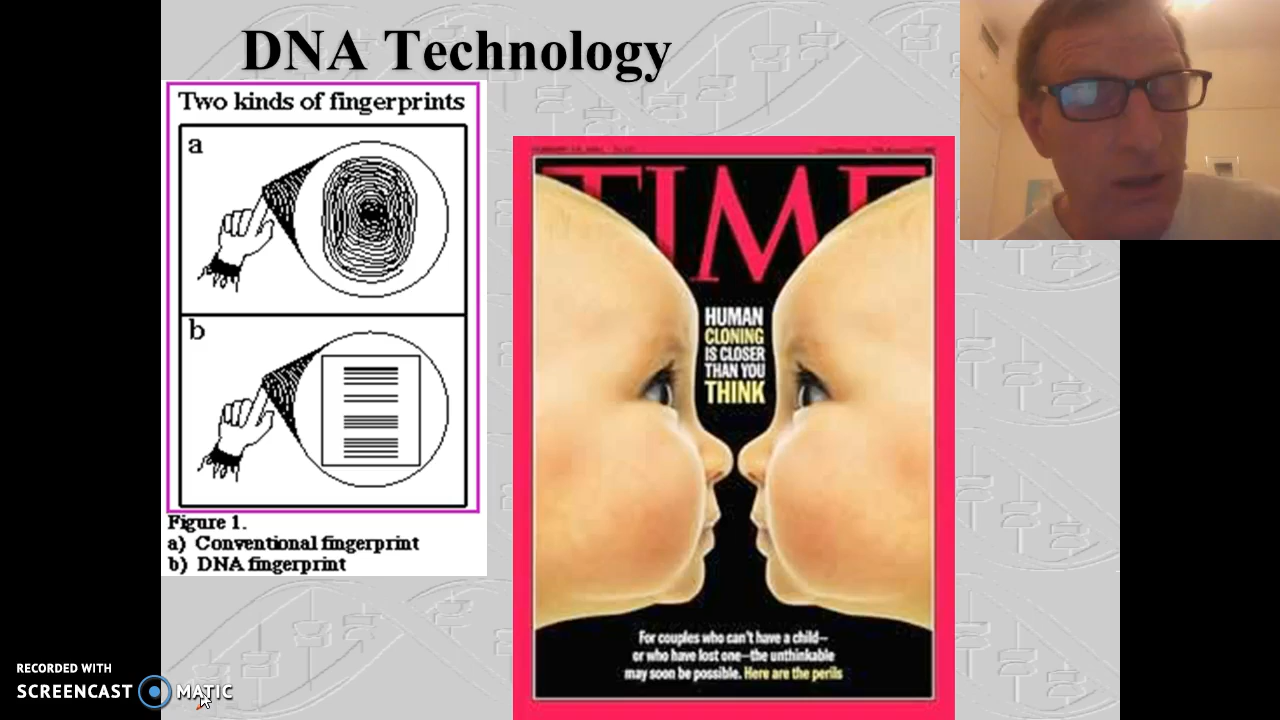 DNA Technology
Two kinds of fingerprints
a
b
Figure 1.
a) Conventional fingerprint
b) DNA fingerprint
TIME
HUMAN
CLONING
IS CLOSER
THAN YOU
THINK
For couples who can't have a child—
or who have lost one—the unthinkable
may soon be possible. Here are the perils
RECORDED WITH
SCREENCAST MATIC